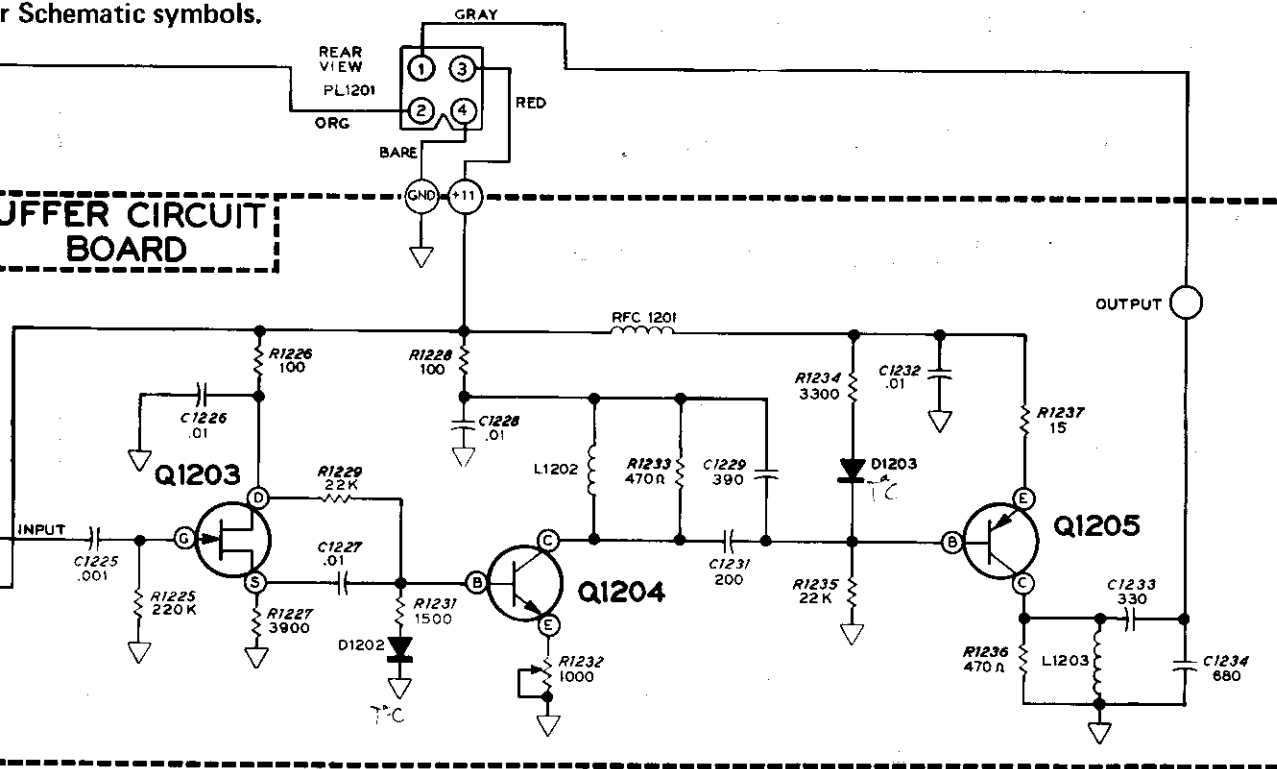 r Schematic symbols.
GRAY
REAR
VIEW
PL1201
1
3
2
4
RED
ORG
BARE
GND
+11
UFFER CIRCUIT
BOARD
OUTPUT
RFC 1201
R1226
100
R1228
100
R1234
3300
C1232
.01
R1237
15
C1226
.01
C1228
.01
Q1203
R1229
22K
L1202
R1233
470Ω
C1229
390
D1203
TºC
D
E
Q1205
INPUT
G
C1225
.001
C1227
.01
C
B
C1231
200
S
B
Q1204
C
C1233
330
R1225
220K
R1227
3900
R1231
1500
R1235
22K
E
D1202
R1232
1000
R1236
470Ω
L1203
C1234
680
TºC